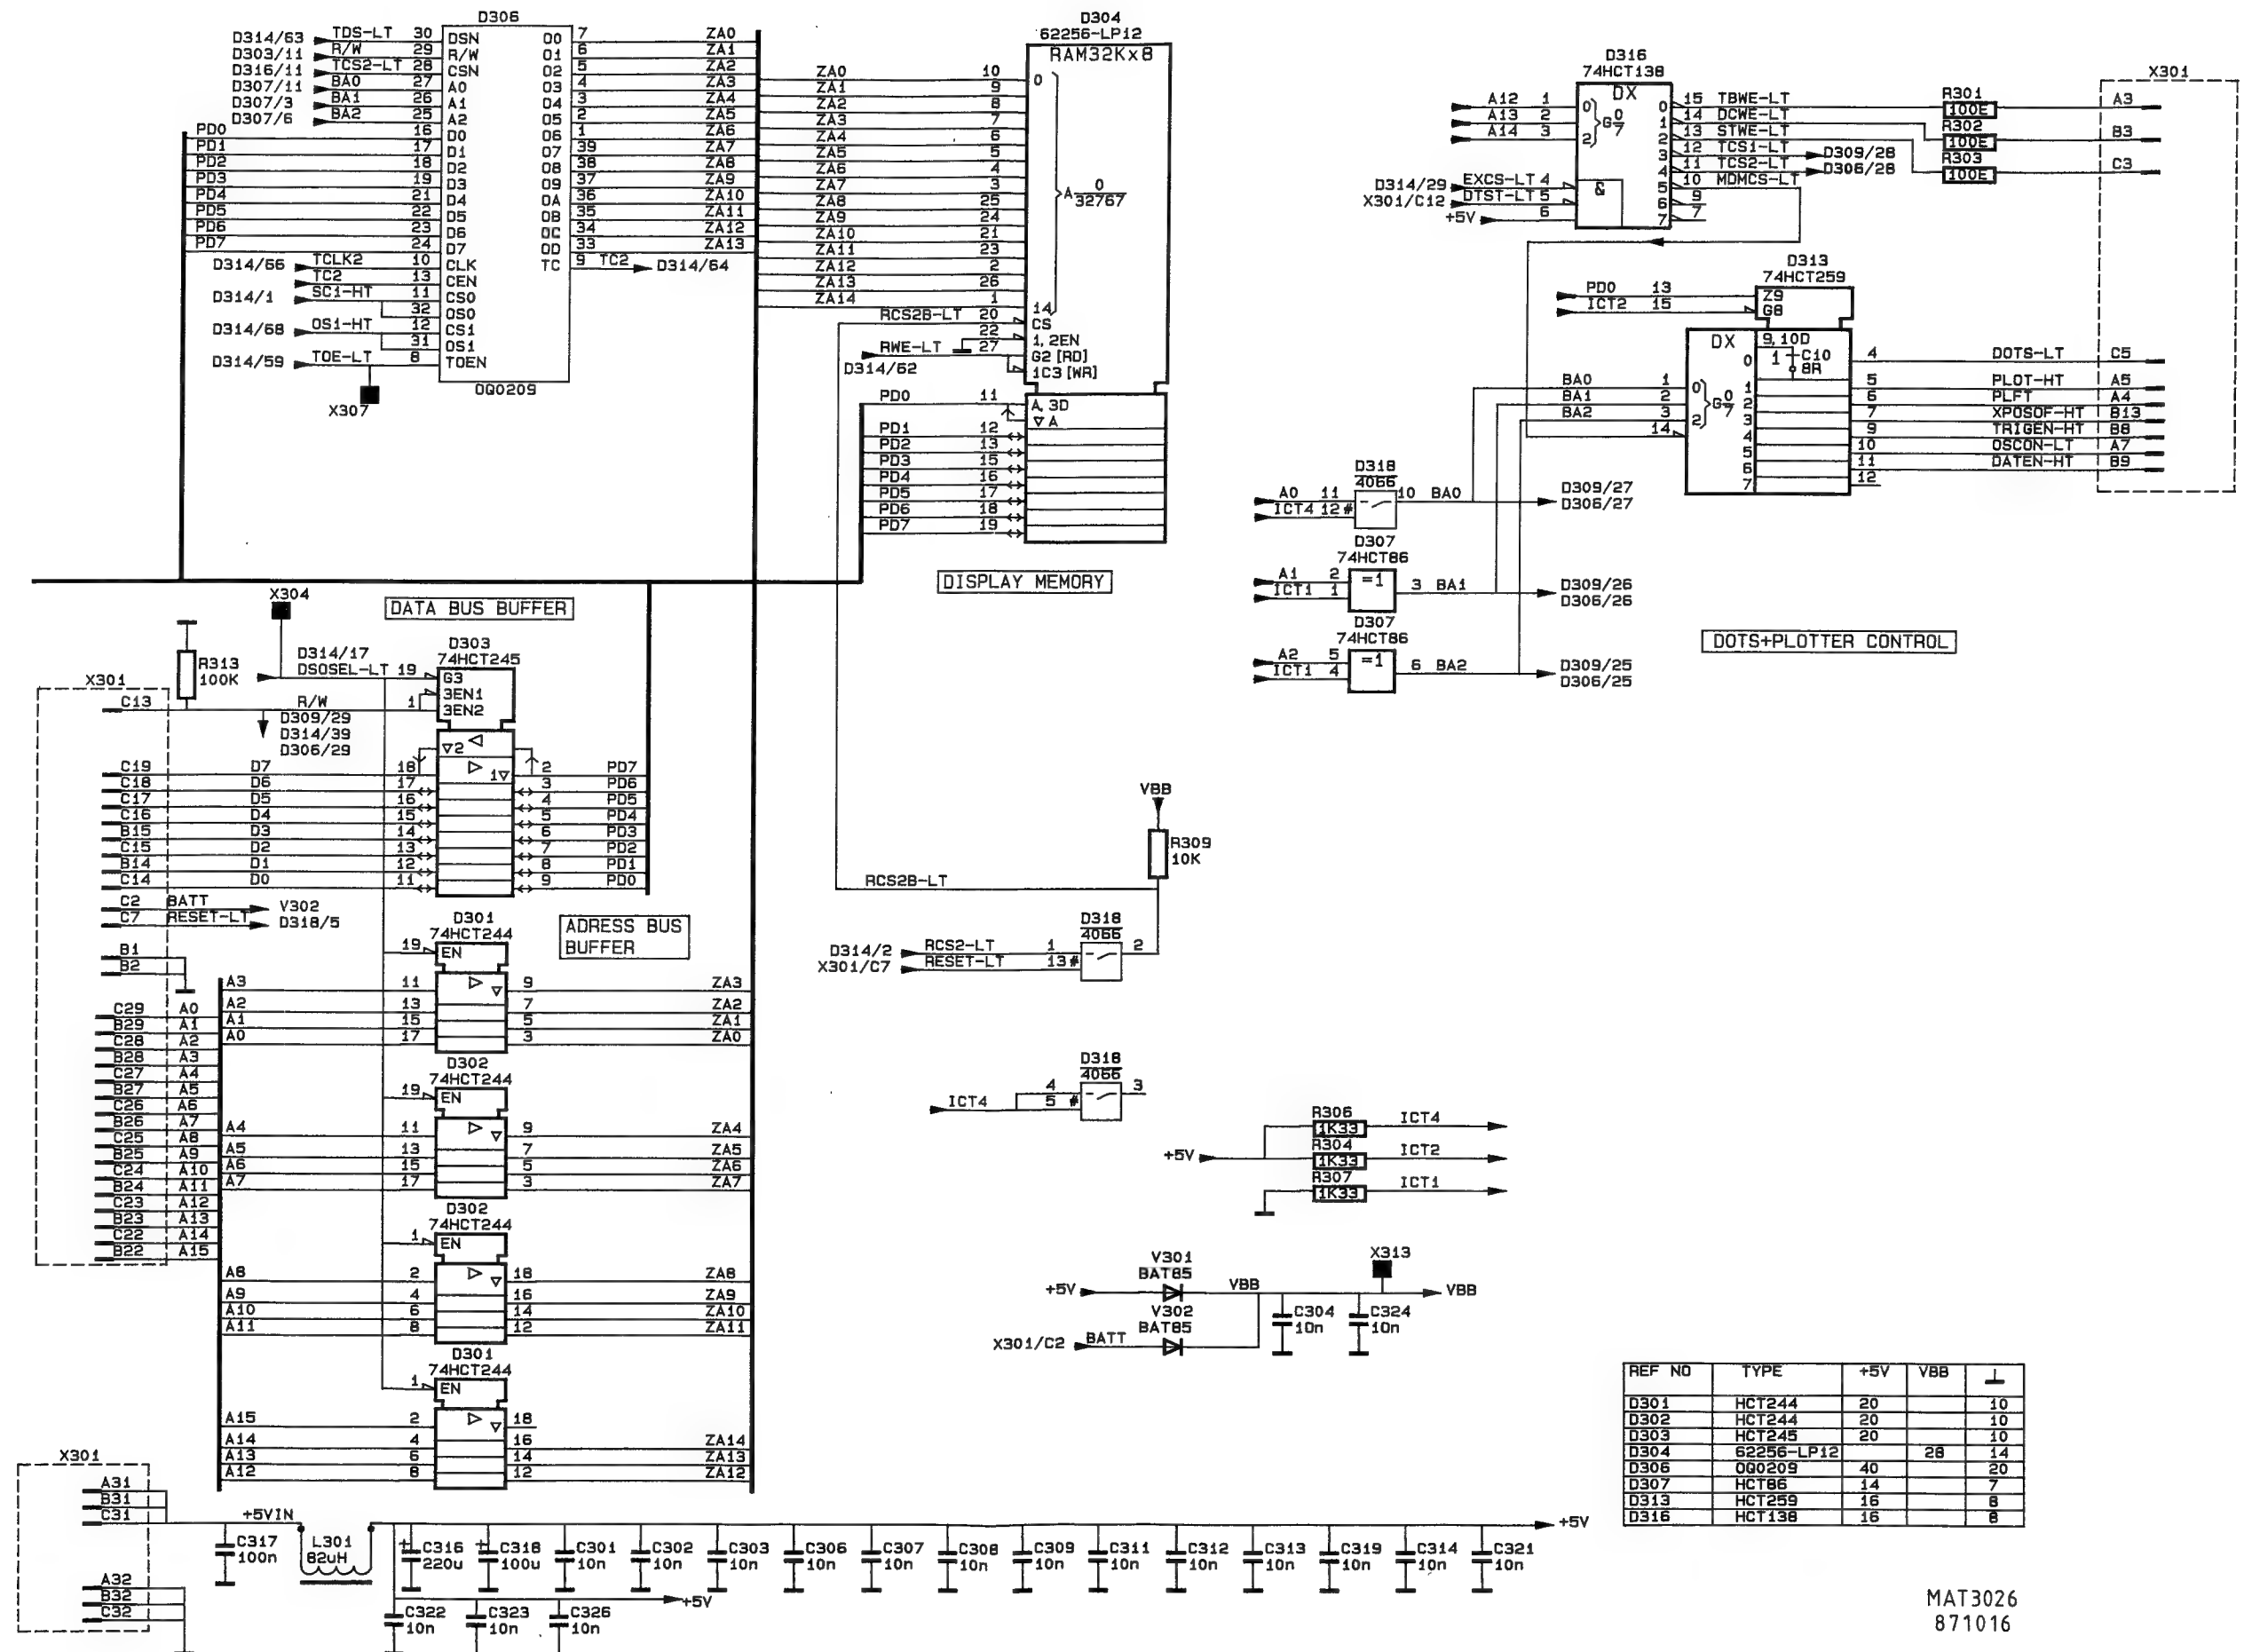 D306
D314/63 TDS-LT 30 DSN O0 7 ZA0
D303/11 R/W 29 R/W O1 6 ZA1
D316/11 TCS2-LT 28 CSN O2 5 ZA2
D307/11 BA0 27 A0 O3 4 ZA3
D307/3 BA1 26 A1 O4 3 ZA4
D307/6 BA2 25 A2 O5 2 ZA5
PD0 16 D0 O6 1 ZA6
PD1 17 D1 O7 39 ZA7
PD2 18 D2 O8 38 ZA8
PD3 19 D3 O9 37 ZA9
PD4 21 D4 OA 36 ZA10
PD5 22 D5 OB 35 ZA11
PD6 23 D6 OC 34 ZA12
PD7 24 D7 OD 33 ZA13
D314/66 TCLK2 10 CLK TC 9 TC2 D314/64
TC2 13 CEN
D314/1 SC1-HT 11 CS0
32 OS0
D314/68 OS1-HT 12 CS1
31 OS1
D314/59 TOE-LT 8 TOEN
X307
OQ0209
D304
62256-LP12
RAM32Kx8
ZA0 10 0
ZA1 9
ZA2 8
ZA3 7
ZA4 6
ZA5 5
ZA6 4
ZA7 3 A 0
32767
ZA8 25
ZA9 24
ZA10 21
ZA11 23
ZA12 2
ZA13 26
ZA14 1 14
RCS2B-LT 20 CS
22 1,2EN
RWE-LT 27 G2 [RD]
D314/62 1C3 [WR]
PD0 11 A,3D
▽ A
PD1 12
PD2 13
PD3 15
PD4 16
PD5 17
PD6 18
PD7 19
DISPLAY MEMORY
D316
74HCT138
DX
A12 1 0 G 0 15 TBWE-LT R301 100E A3
A13 2 7 1 14 DCWE-LT R302 100E B3
A14 3 2 2 13 STWE-LT R303 100E C3
3 12 TCS1-LT D309/28
4 11 TCS2-LT D306/28
D314/29 EXCS-LT 4 & 5 10 MDMCS-LT
X301/C12 DTST-LT 5 6 9
+5V 6 7 7
X301
D313
74HCT259
PD0 13 Z9
ICT2 15 G8
DX 9,10D
0 1 C10 4 DOTS-LT C5
8R
BA0 1 0 1 5 PLOT-HT A5
BA1 2 G 0 2 6 PLFT A4
BA2 3 2 7 3 7 XPOSOF-HT B13
14 4 9 TRIGEN-HT B8
5 10 OSCON-LT A7
6 11 DATEN-HT B9
7 12
D318
4066
A0 11 10 BA0 D309/27
ICT4 12 # D306/27
D307
74HCT86
A1 2 =1 3 BA1 D309/26
ICT1 1 D306/26
D307
74HCT86
A2 5 =1 6 BA2 D309/25
ICT1 4 D306/25
DOTS+PLOTTER CONTROL
X304
DATA BUS BUFFER
R313
100K
D314/17
DSOSEL-LT 19
D303
74HCT245
G3
3EN1
3EN2
X301
C13 R/W 1
D309/29
D314/39
D306/29
▽2
1▽
C19 D7 18 2 PD7
C18 D6 17 3 PD6
C17 D5 16 4 PD5
C16 D4 15 5 PD4
B15 D3 14 6 PD3
C15 D2 13 7 PD2
B14 D1 12 8 PD1
C14 D0 11 9 PD0
C2 BATT V302
C7 RESET-LT D318/5
B1
B2
ADRESS BUS
BUFFER
D301
74HCT244
19 EN
A3 11 9 ZA3
A2 13 7 ZA2
A1 15 5 ZA1
A0 17 3 ZA0
C29 A0
B29 A1
C28 A2
B28 A3
C27 A4
B27 A5
C26 A6
B26 A7
C25 A8
B25 A9
C24 A10
B24 A11
C23 A12
B23 A13
C22 A14
B22 A15
D302
74HCT244
19 EN
A4 11 9 ZA4
A5 13 7 ZA5
A6 15 5 ZA6
A7 17 3 ZA7
D302
74HCT244
1 EN
A8 2 18 ZA8
A9 4 16 ZA9
A10 6 14 ZA10
A11 8 12 ZA11
D301
74HCT244
1 EN
A15 2 18
A14 4 16 ZA14
A13 6 14 ZA13
A12 8 12 ZA12
VBB
R309
10K
RCS2B-LT
D318
4066
D314/2 RCS2-LT 1 2
X301/C7 RESET-LT 13 #
D318
4066
ICT4 4 3
5 #
R306
1K33 ICT4
+5V R304
1K33 ICT2
R307
1K33 ICT1
V301
BAT85
+5V VBB X313 VBB
V302
BAT85
X301/C2 BATT
C304
10n
C324
10n
REF NO TYPE +5V VBB ⊥
D301 HCT244 20 10
D302 HCT244 20 10
D303 HCT245 20 10
D304 62256-LP12 28 14
D306 OQ0209 40 20
D307 HCT86 14 7
D313 HCT259 16 8
D316 HCT138 16 8
X301
A31
B31
C31
+5VIN
C317
100n
L301
82uH
A32
B32
C32
+ C316
220u
+ C318
100u
C301
10n
C302
10n
C303
10n
C306
10n
C307
10n
C308
10n
C309
10n
C311
10n
C312
10n
C313
10n
C319
10n
C314
10n
C321
10n
+5V
C322
10n
C323
10n
C326
10n
+5V
MAT3026
871016